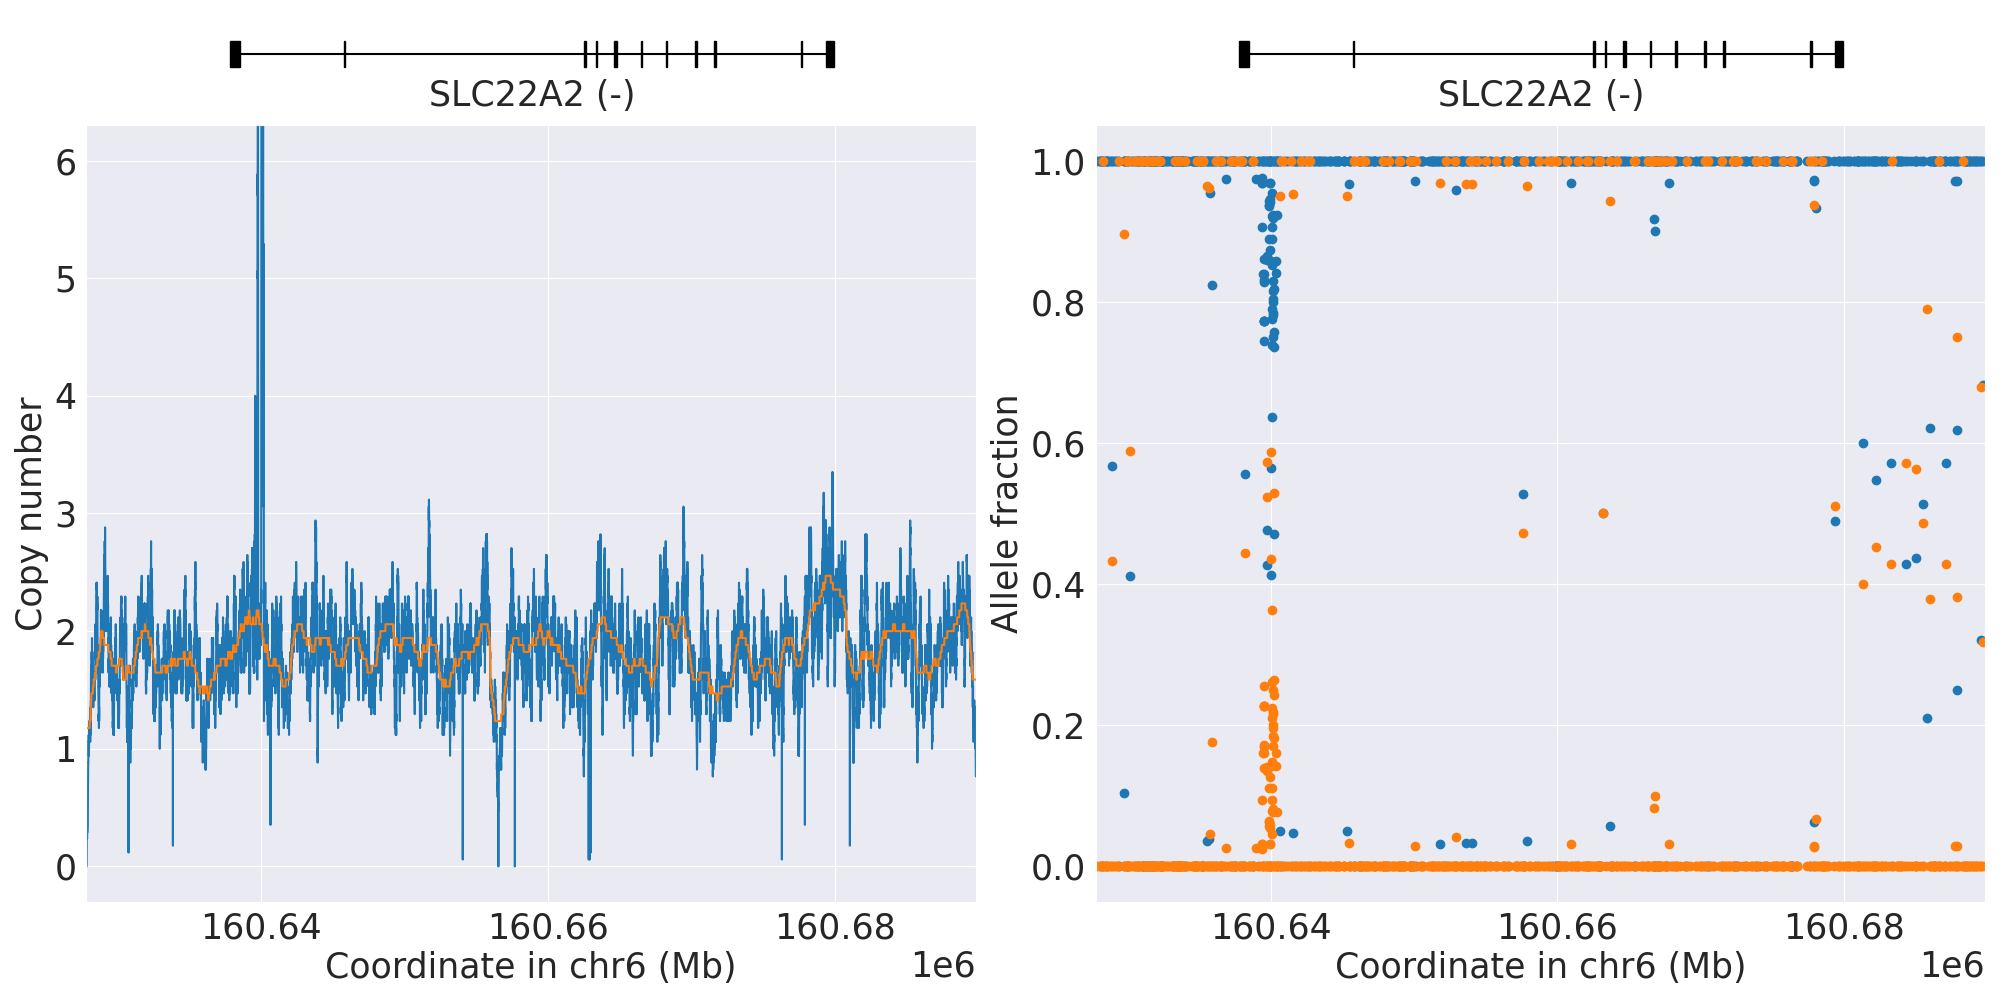 SLC22A2 (-)
6
5
4
3
2
1
0
Copy number
160.64
160.66
160.68
Coordinate in chr6 (Mb)
1e6
SLC22A2 (-)
1.0
0.8
0.6
0.4
0.2
0.0
Allele fraction
160.64
160.66
160.68
Coordinate in chr6 (Mb)
1e6